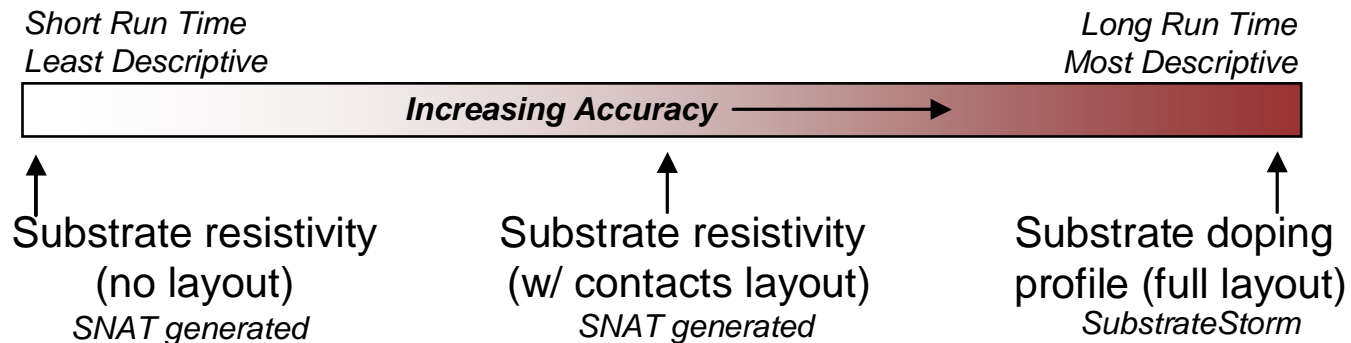 Short Run Time
Least Descriptive
Long Run Time
Most Descriptive
Increasing Accuracy
Substrate resistivity
(no layout)
SNAT generated
Substrate resistivity
(w/ contacts layout)
SNAT generated
Substrate doping
profile (full layout)
SubstrateStorm